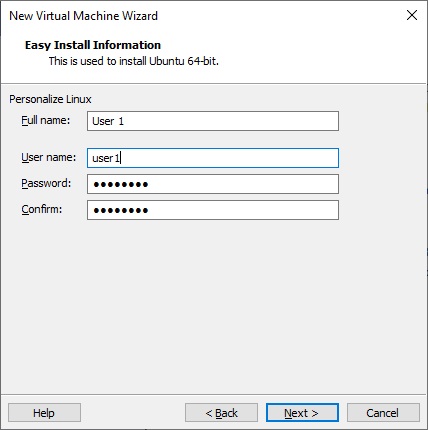 New Virtual Machine Wizard
Easy Install Information
This is used to install Ubuntu 64-bit.
Personalize Linux
Full name: User 1
User name: user1
Password: ●●●●●●●●
Confirm: ●●●●●●●●
Help < Back Next > Cancel